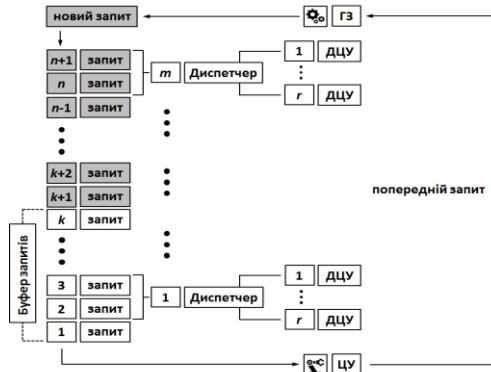 новий запит
ГЗ
n+1 запит
n запит
n-1 запит
m Диспетчер
1 ДЦУ
r ДЦУ
k+2 запит
k+1 запит
k запит
попередній запит
Буфер запитів
3 запит
2 запит
1 запит
1 Диспетчер
1 ДЦУ
r ДЦУ
ЦУ